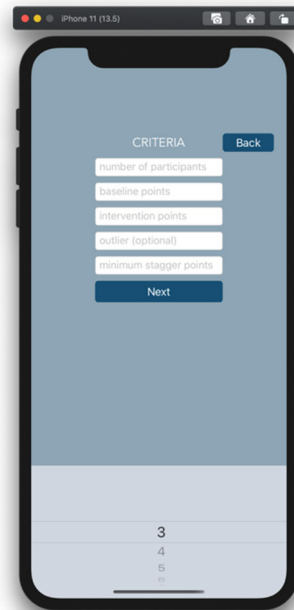 iPhone 11 (13.5)
CRITERIA
Back
number of participants
baseline points
intervention points
outlier (optional)
minimum stagger points
Next
3
4
5